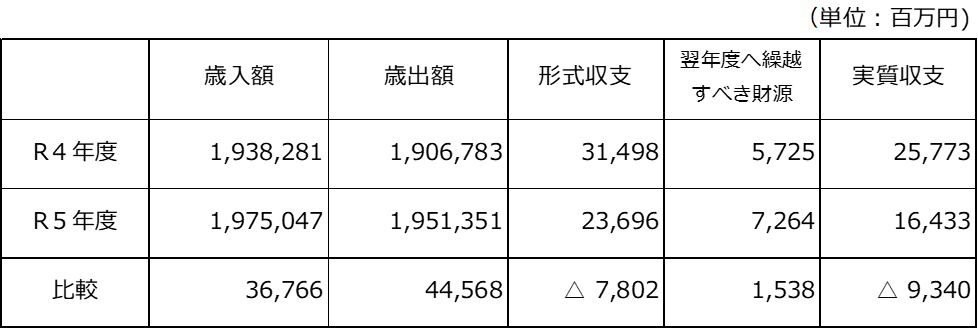 （単位：百万円）
歳入額 歳出額 形式収支 翌年度へ繰越 実質収支
すべき財源
R４年度 1,938,281 1,906,783 31,498 5,725 25,773
R５年度 1,975,047 1,951,351 23,696 7,264 16,433
比較 36,766 44,568 △ 7,802 1,538 △ 9,340